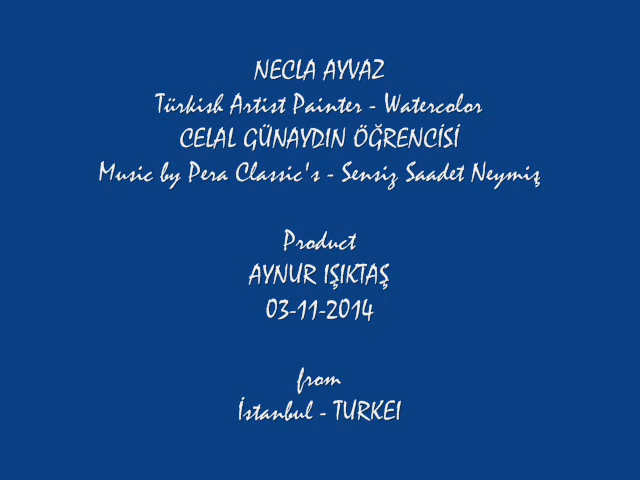 NECLA AYVAZ
Türkish Artist Painter - Watercolor
CELAL GÜNAYDIN ÖĞRENCİSİ
Music by Pera Classic's - Sensiz Saadet Neymiş
Product
AYNUR IŞIKTAŞ
03-11-2014
from
İstanbul - TURKEI